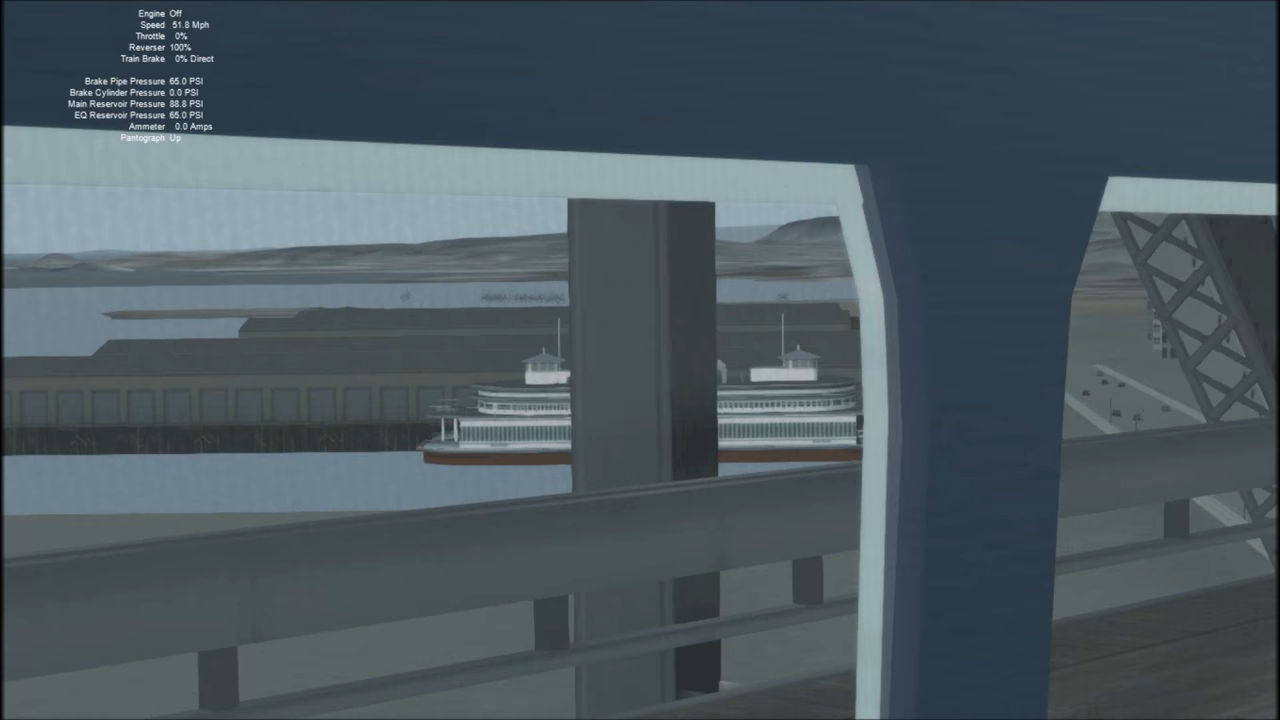 Engine Off
Speed 51.8 Mph
Throttle 0%
Reverser 100%
Train Brake 0% Direct
Brake Pipe Pressure 65.0 PSI
Brake Cylinder Pressure 0.0 PSI
Main Reservoir Pressure 88.8 PSI
EQ Reservoir Pressure 65.0 PSI
Ammeter 0.0 Amps
Pantograph Up